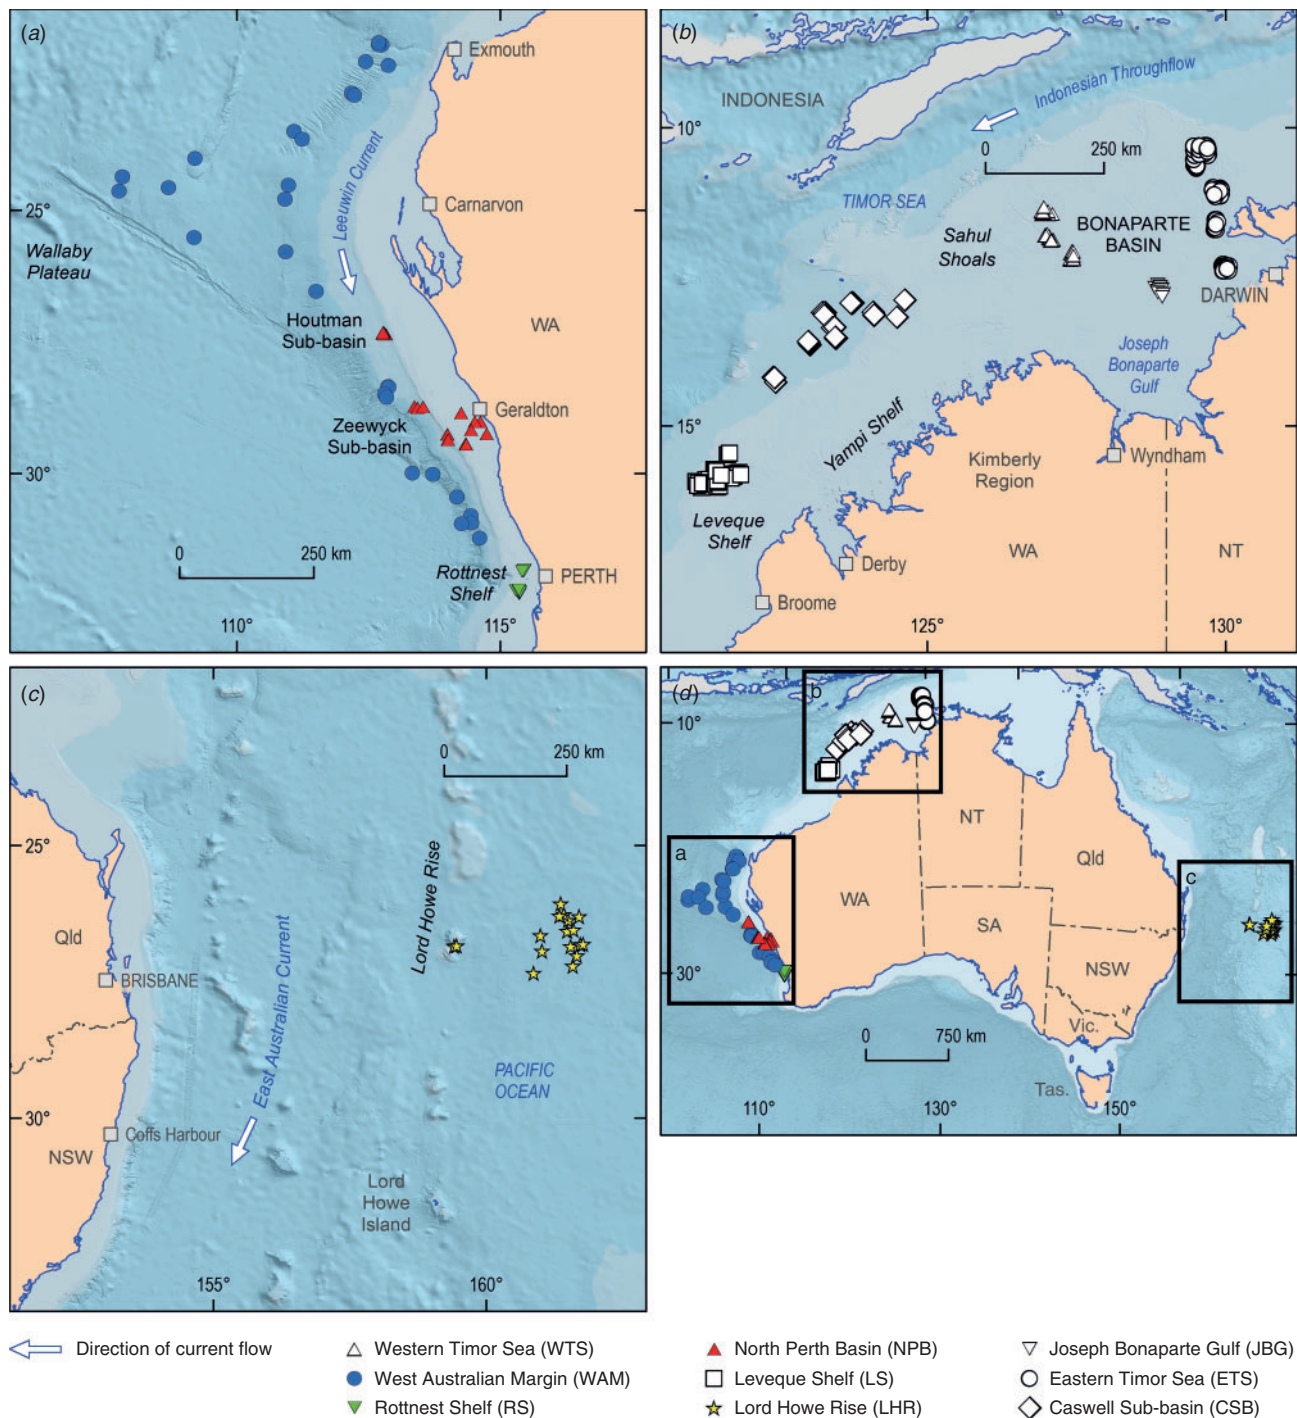 (a)
Exmouth
Leeuwin Current
Carnarvon
25°
Wallaby
Plateau
WA
Houtman
Sub-basin
Geraldton
Zeewyck
Sub-basin
30°
0
250 km
Rottnest
Shelf
PERTH
110°
115°
(b)
INDONESIA
Indonesian Throughflow
10°
0
250 km
TIMOR SEA
Sahul
Shoals
BONAPARTE
BASIN
DARWIN
Joseph
Bonaparte
Gulf
15°
Yampi Shelf
Kimberly
Region
Wyndham
Leveque
Shelf
WA
NT
Derby
Broome
125°
130°
(c)
0
250 km
25°
Lord Howe Rise
Qld
BRISBANE
East Australian Current
PACIFIC
OCEAN
30°
Coffs Harbour
NSW
Lord
Howe
Island
155°
160°
(d)
b
10°
NT
Qld
a
c
WA
SA
NSW
30°
Vic.
0
750 km
Tas.
110°
130°
150°
Direction of current flow
Western Timor Sea (WTS)
North Perth Basin (NPB)
Joseph Bonaparte Gulf (JBG)
West Australian Margin (WAM)
Leveque Shelf (LS)
Eastern Timor Sea (ETS)
Rottnest Shelf (RS)
Lord Howe Rise (LHR)
Caswell Sub-basin (CSB)